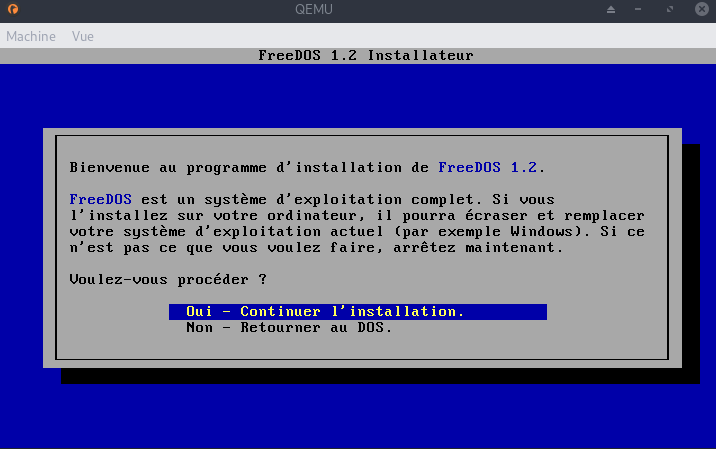 QEMU
Machine Vue
FreeDOS 1.2 Installateur
Bienvenue au programme d'installation de FreeDOS 1.2.
FreeDOS est un système d'exploitation complet. Si vous
l'installez sur votre ordinateur, il pourra écraser et remplacer
votre système d'exploitation actuel (par exemple Windows). Si ce
n'est pas ce que vous voulez faire, arrêtez maintenant.
Voulez-vous procéder ?
Oui - Continuer l'installation.
Non - Retourner au DOS.